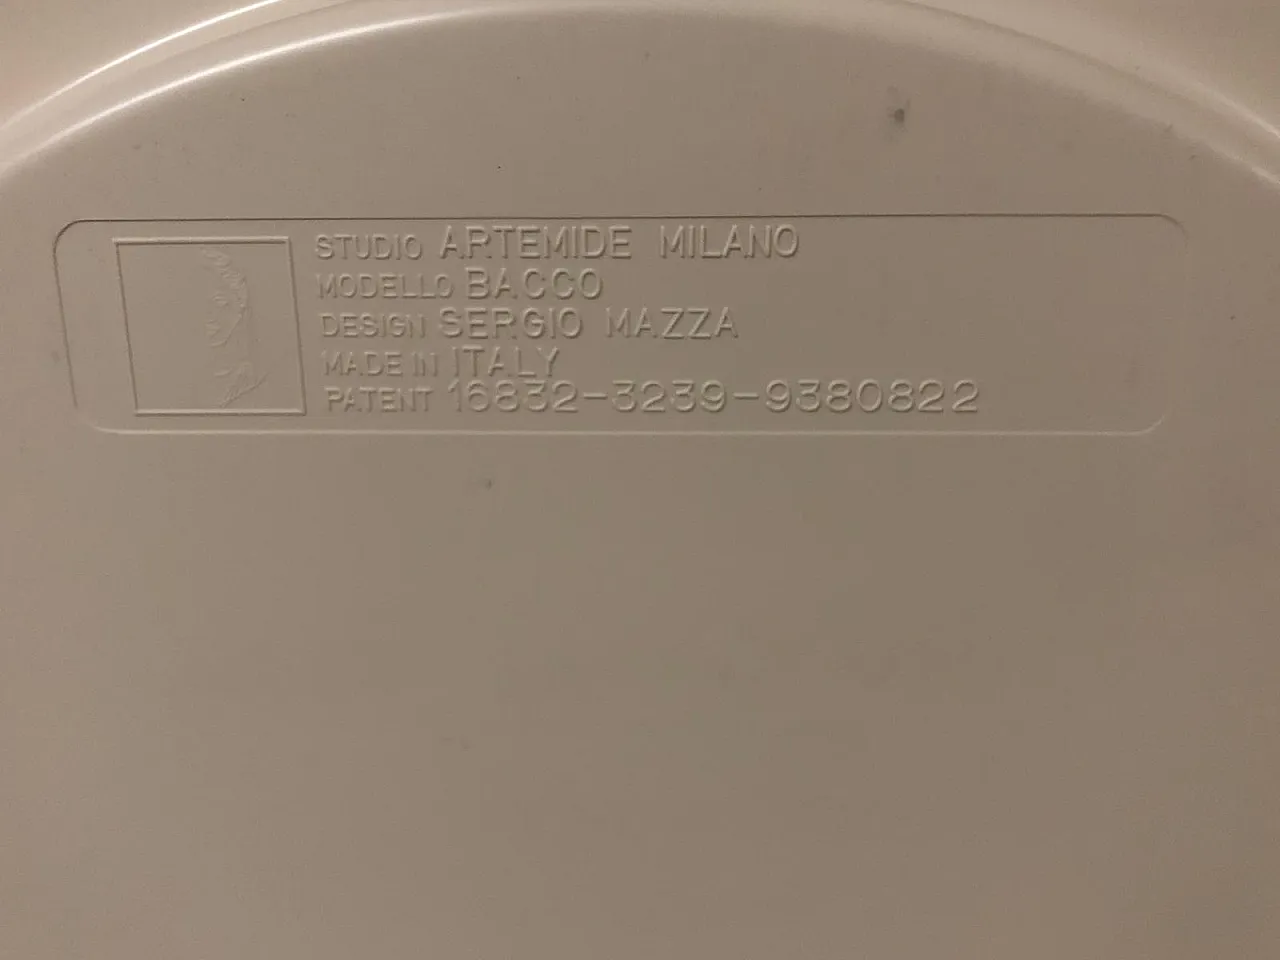 STUDIO ARTEMIDE MILANO
MODELLO BACCO
DESIGN SERGIO MAZZA
MADE IN ITALY
PATENT 16832-3239-9380822